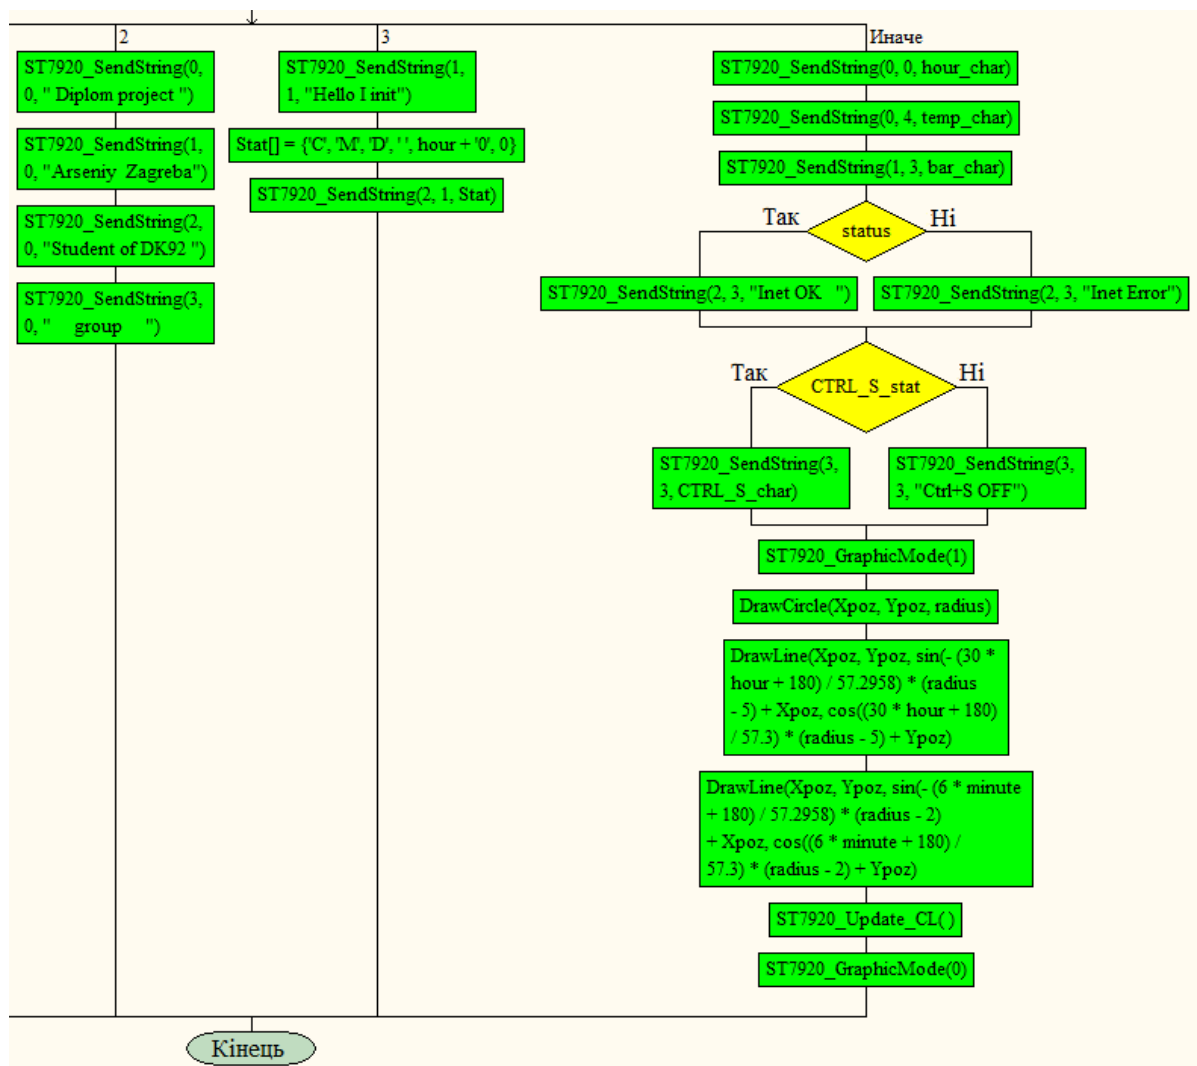 2
ST7920_SendString(0,
0, " Diplom project ")
ST7920_SendString(1,
0, "Arseniy  Zagreba")
ST7920_SendString(2,
0, "Student of DK92 ")
ST7920_SendString(3,
0, "     group     ")
3
ST7920_SendString(1,
1, "Hello I init")
Stat[] = {'C', 'M', 'D', ' ', hour + '0', 0}
ST7920_SendString(2, 1, Stat)
Иначе
ST7920_SendString(0, 0, hour_char)
ST7920_SendString(0, 4, temp_char)
ST7920_SendString(1, 3, bar_char)
Так
status
Ні
ST7920_SendString(2, 3, "Inet OK   ")
ST7920_SendString(2, 3, "Inet Error")
Так
CTRL_S_stat
Ні
ST7920_SendString(3,
3, CTRL_S_char)
ST7920_SendString(3,
3, "Ctrl+S OFF")
ST7920_GraphicMode(1)
DrawCircle(Xpoz, Ypoz, radius)
DrawLine(Xpoz, Ypoz, sin(- (30 *
hour + 180) / 57.2958) * (radius
- 5) + Xpoz, cos((30 * hour + 180)
/ 57.3) * (radius - 5) + Ypoz)
DrawLine(Xpoz, Ypoz, sin(- (6 * minute
+ 180) / 57.2958) * (radius - 2)
+ Xpoz, cos((6 * minute + 180) /
57.3) * (radius - 2) + Ypoz)
ST7920_Update_CL( )
ST7920_GraphicMode(0)
Кінець